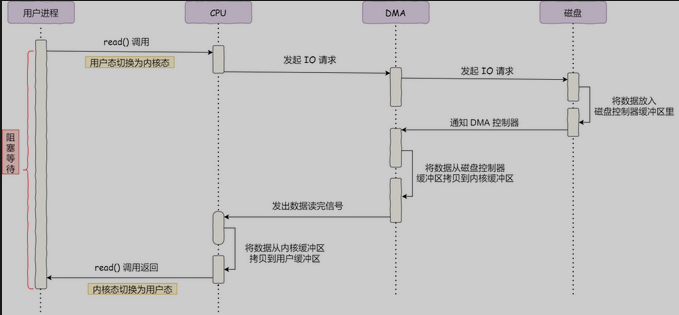 用户进程
CPU
DMA
磁盘
read() 调用
用户态切换为内核态
发起 IO 请求
发起 IO 请求
将数据放入
磁盘控制器缓冲区里
通知 DMA 控制器
阻塞等待
将数据从磁盘控制器
缓冲区拷贝到内核缓冲区
发出数据读完信号
将数据从内核缓冲区
拷贝到用户缓冲区
read() 调用返回
内核态切换为用户态